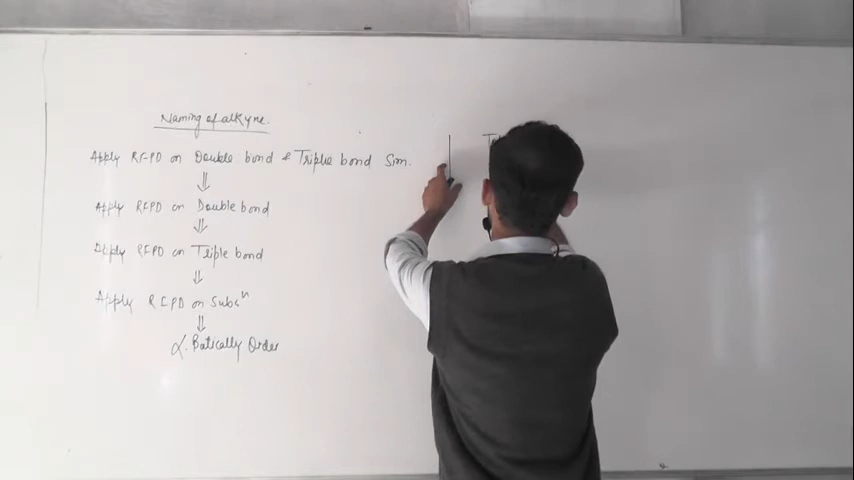 Naming of alkyne.
Apply RFPD on Double bond & Triple bond Sim.
⇓
Apply RFPD on Double bond
⇓
Apply RFPD on Triple bond
⇓
Apply RFPD on Subsⁿ
⇓
α. Batically Order